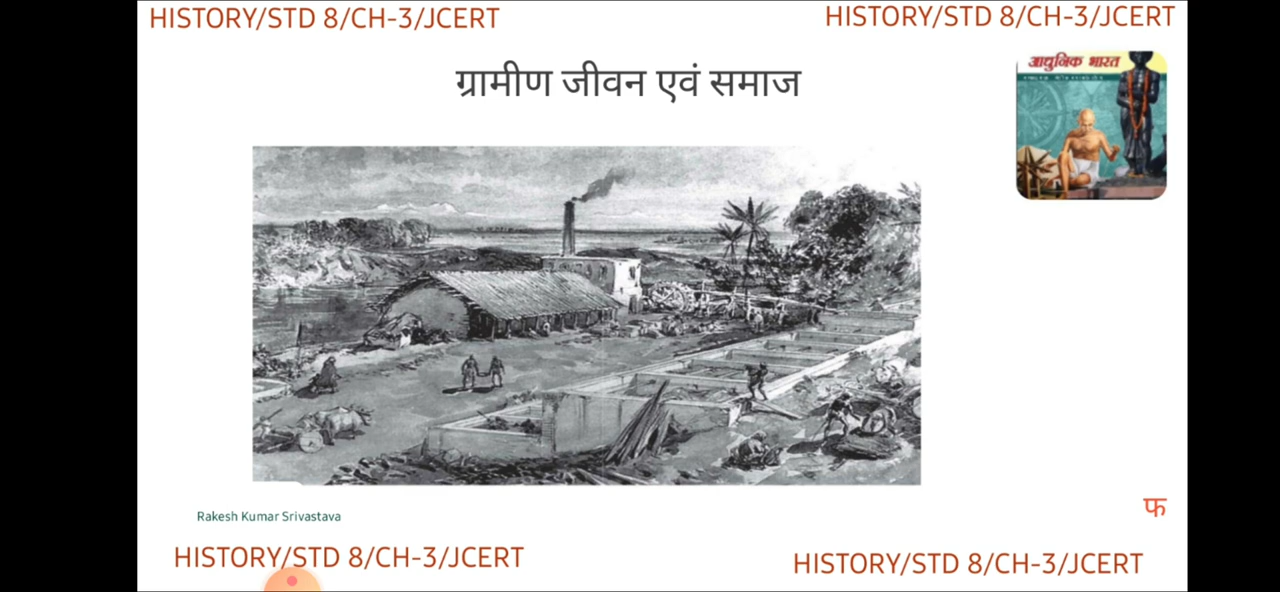 HISTORY/STD 8/CH-3/JCERT
HISTORY/STD 8/CH-3/JCERT
आधुनिक भारत
ग्रामीण जीवन एवं समाज
Rakesh Kumar Srivastava
फ
HISTORY/STD 8/CH-3/JCERT
HISTORY/STD 8/CH-3/JCERT